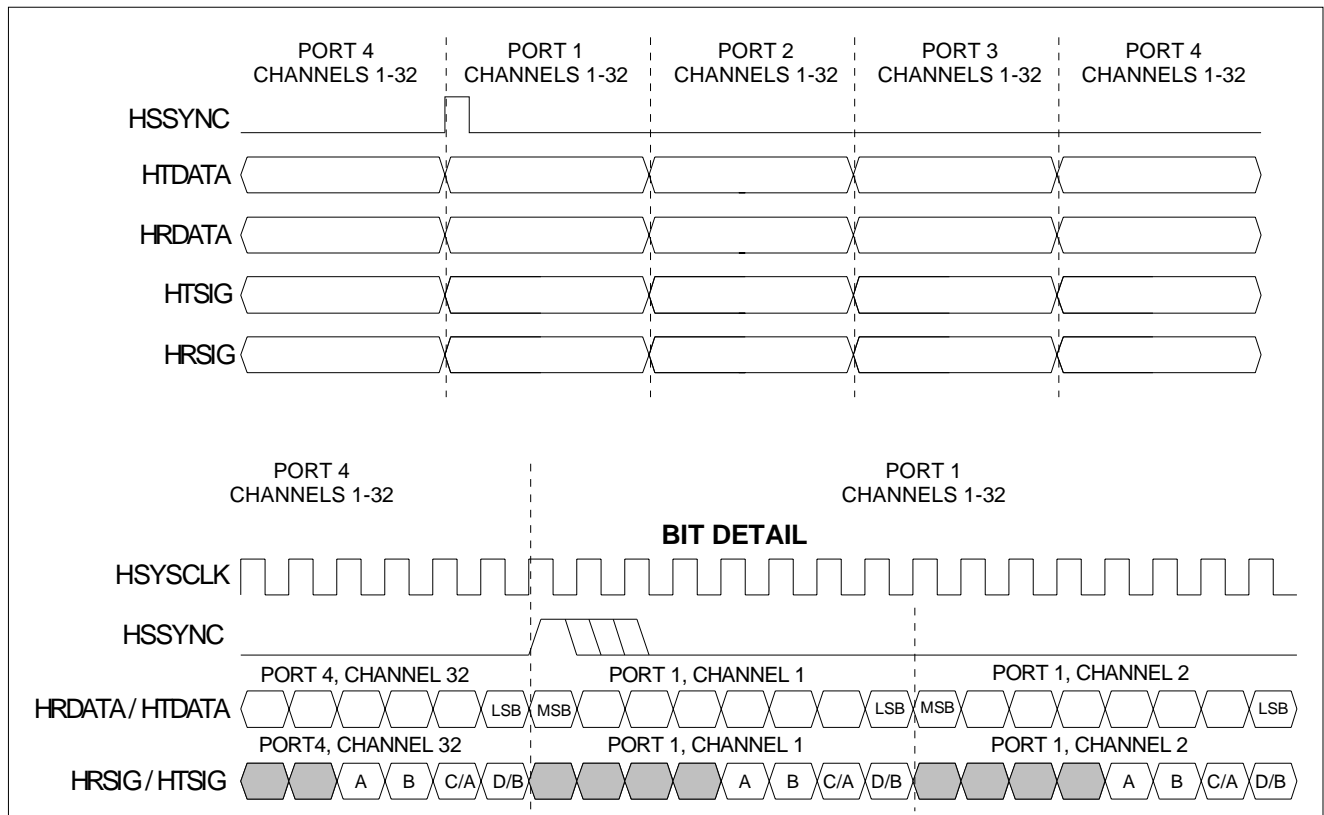 PORT 4 PORT 1 PORT 2 PORT 3 PORT 4
CHANNELS 1-32 CHANNELS 1-32 CHANNELS 1-32 CHANNELS 1-32 CHANNELS 1-32
HSSYNC
HTDATA
HRDATA
HTSIG
HRSIG
PORT 4 PORT 1
CHANNELS 1-32 CHANNELS 1-32
BIT DETAIL
HSYSCLK
HSSYNC
PORT 4, CHANNEL 32 PORT 1, CHANNEL 1 PORT 1, CHANNEL 2
HRDATA / HTDATA LSB MSB LSB MSB LSB
PORT4, CHANNEL 32 PORT 1, CHANNEL 1 PORT 1, CHANNEL 2
HRSIG / HTSIG A B C/A D/B A B C/A D/B A B C/A D/B